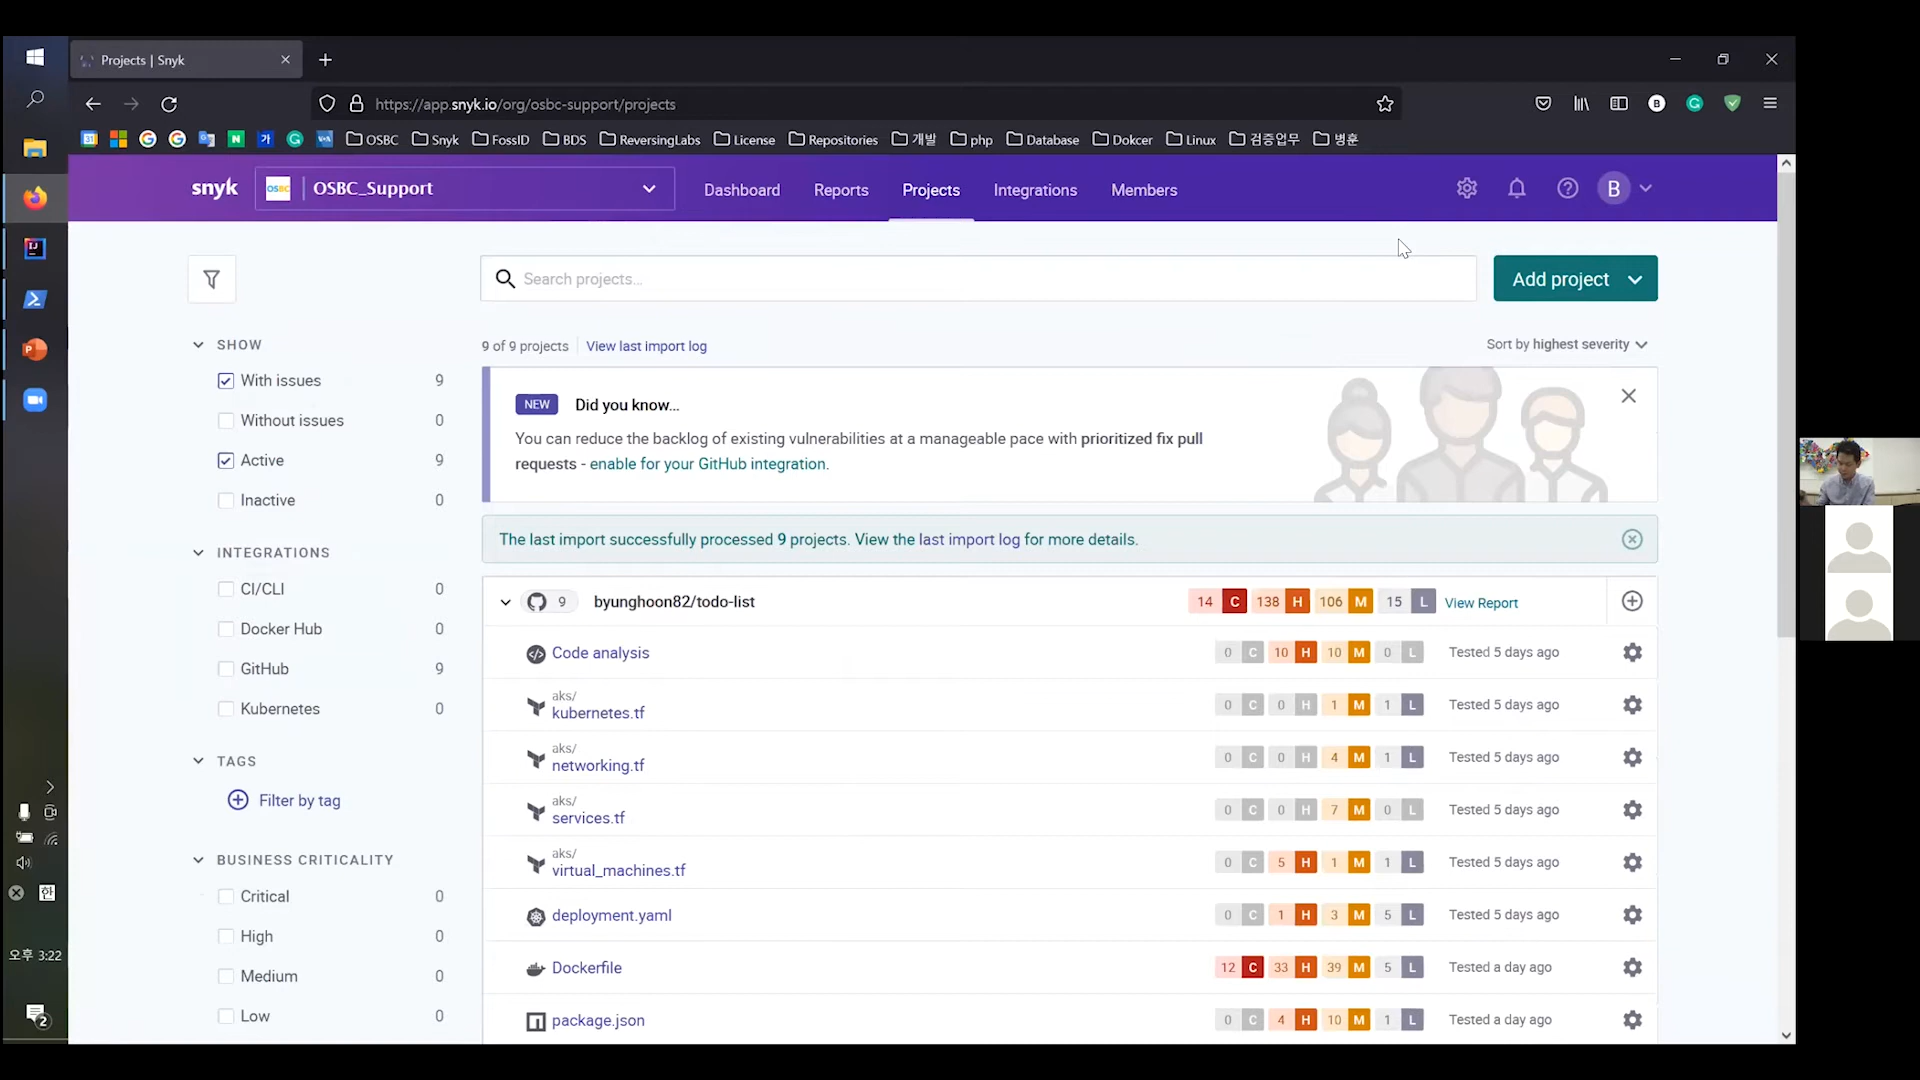 Projects | Snyk
https://app.snyk.io/org/osbc-support/projects
OSBC Snyk FossID BDS ReversingLabs License Repositories 개발 php Database Dokcer Linux 검증업무 병훈
snyk OSBC OSBC_Support Dashboard Reports Projects Integrations Members B
Search projects...
Add project
SHOW
With issues 9
Without issues 0
Active 9
Inactive 0
INTEGRATIONS
CI/CLI 0
Docker Hub 0
GitHub 9
Kubernetes 0
TAGS
Filter by tag
BUSINESS CRITICALITY
Critical 0
High 0
Medium 0
Low 0
9 of 9 projects View last import log Sort by highest severity
NEW Did you know...
You can reduce the backlog of existing vulnerabilities at a manageable pace with prioritized fix pull
requests - enable for your GitHub integration.
The last import successfully processed 9 projects. View the last import log for more details.
9 byunghoon82/todo-list 14 C 138 H 106 M 15 L View Report
Code analysis 0 C 10 H 10 M 0 L Tested 5 days ago
aks/
kubernetes.tf 0 C 0 H 1 M 1 L Tested 5 days ago
aks/
networking.tf 0 C 0 H 4 M 1 L Tested 5 days ago
aks/
services.tf 0 C 0 H 7 M 0 L Tested 5 days ago
aks/
virtual_machines.tf 0 C 5 H 1 M 1 L Tested 5 days ago
deployment.yaml 0 C 1 H 3 M 5 L Tested 5 days ago
Dockerfile 12 C 33 H 39 M 5 L Tested a day ago
package.json 0 C 4 H 10 M 1 L Tested a day ago
한
오후 3:22
2